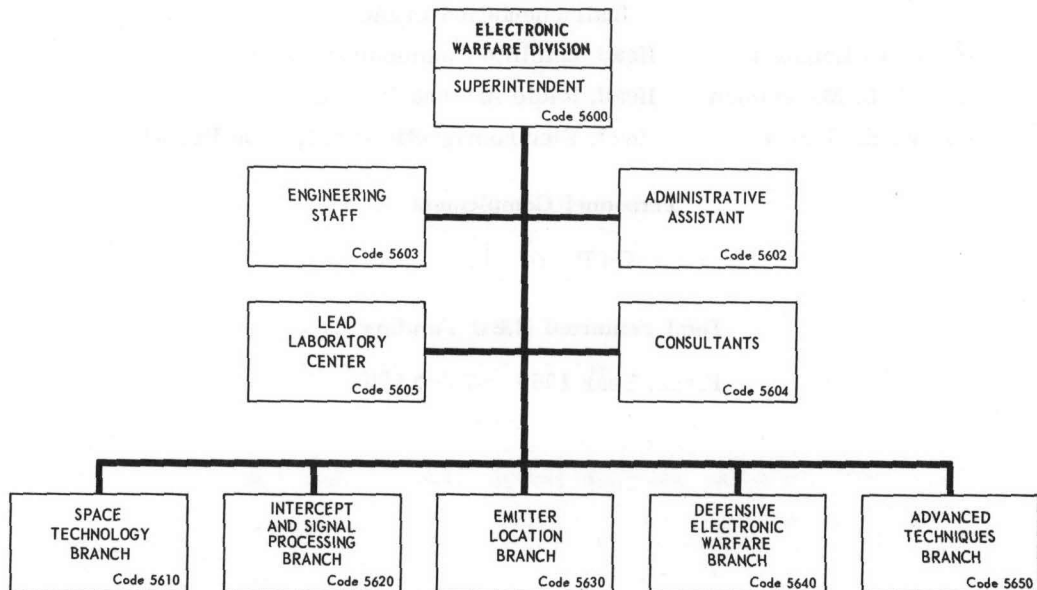 ELECTRONIC
WARFARE DIVISION
SUPERINTENDENT
Code 5600
ENGINEERING
STAFF
Code 5603
ADMINISTRATIVE
ASSISTANT
Code 5602
LEAD
LABORATORY
CENTER
Code 5605
CONSULTANTS
Code 5604
SPACE
TECHNOLOGY
BRANCH
Code 5610
INTERCEPT
AND SIGNAL
PROCESSING
BRANCH
Code 5620
EMITTER
LOCATION
BRANCH
Code 5630
DEFENSIVE
ELECTRONIC
WARFARE
BRANCH
Code 5640
ADVANCED
TECHNIQUES
BRANCH
Code 5650